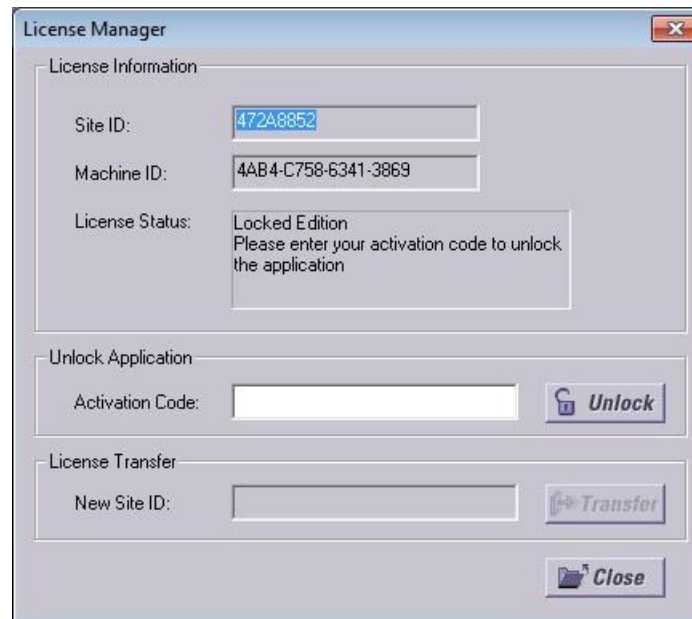 License Manager
License Information
Site ID: 472A8852
Machine ID: 4AB4-C758-6341-3869
License Status: Locked Edition
Please enter your activation code to unlock
the application
Unlock Application
Activation Code: Unlock
License Transfer
New Site ID: Transfer
Close